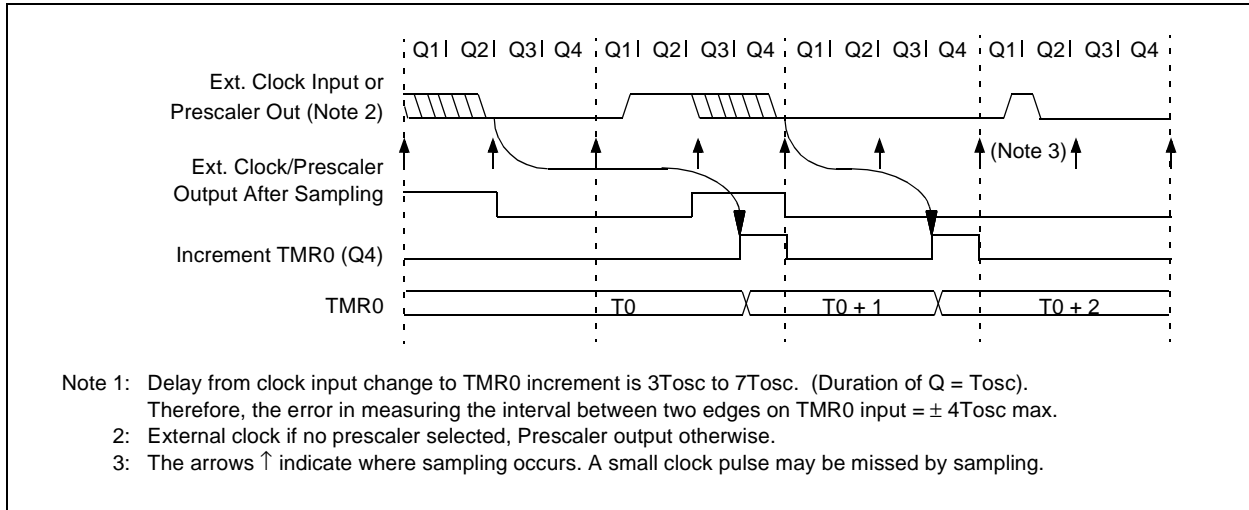 Q1| Q2| Q3| Q4 Q1| Q2| Q3| Q4 Q1| Q2| Q3| Q4 Q1| Q2| Q3| Q4
Ext. Clock Input or
Prescaler Out (Note 2)
(Note 3)
Ext. Clock/Prescaler
Output After Sampling
Increment TMR0 (Q4)
TMR0 T0 T0 + 1 T0 + 2
Note 1: Delay from clock input change to TMR0 increment is 3Tosc to 7Tosc. (Duration of Q = Tosc).
Therefore, the error in measuring the interval between two edges on TMR0 input = ± 4Tosc max.
2: External clock if no prescaler selected, Prescaler output otherwise.
3: The arrows ↑ indicate where sampling occurs. A small clock pulse may be missed by sampling.